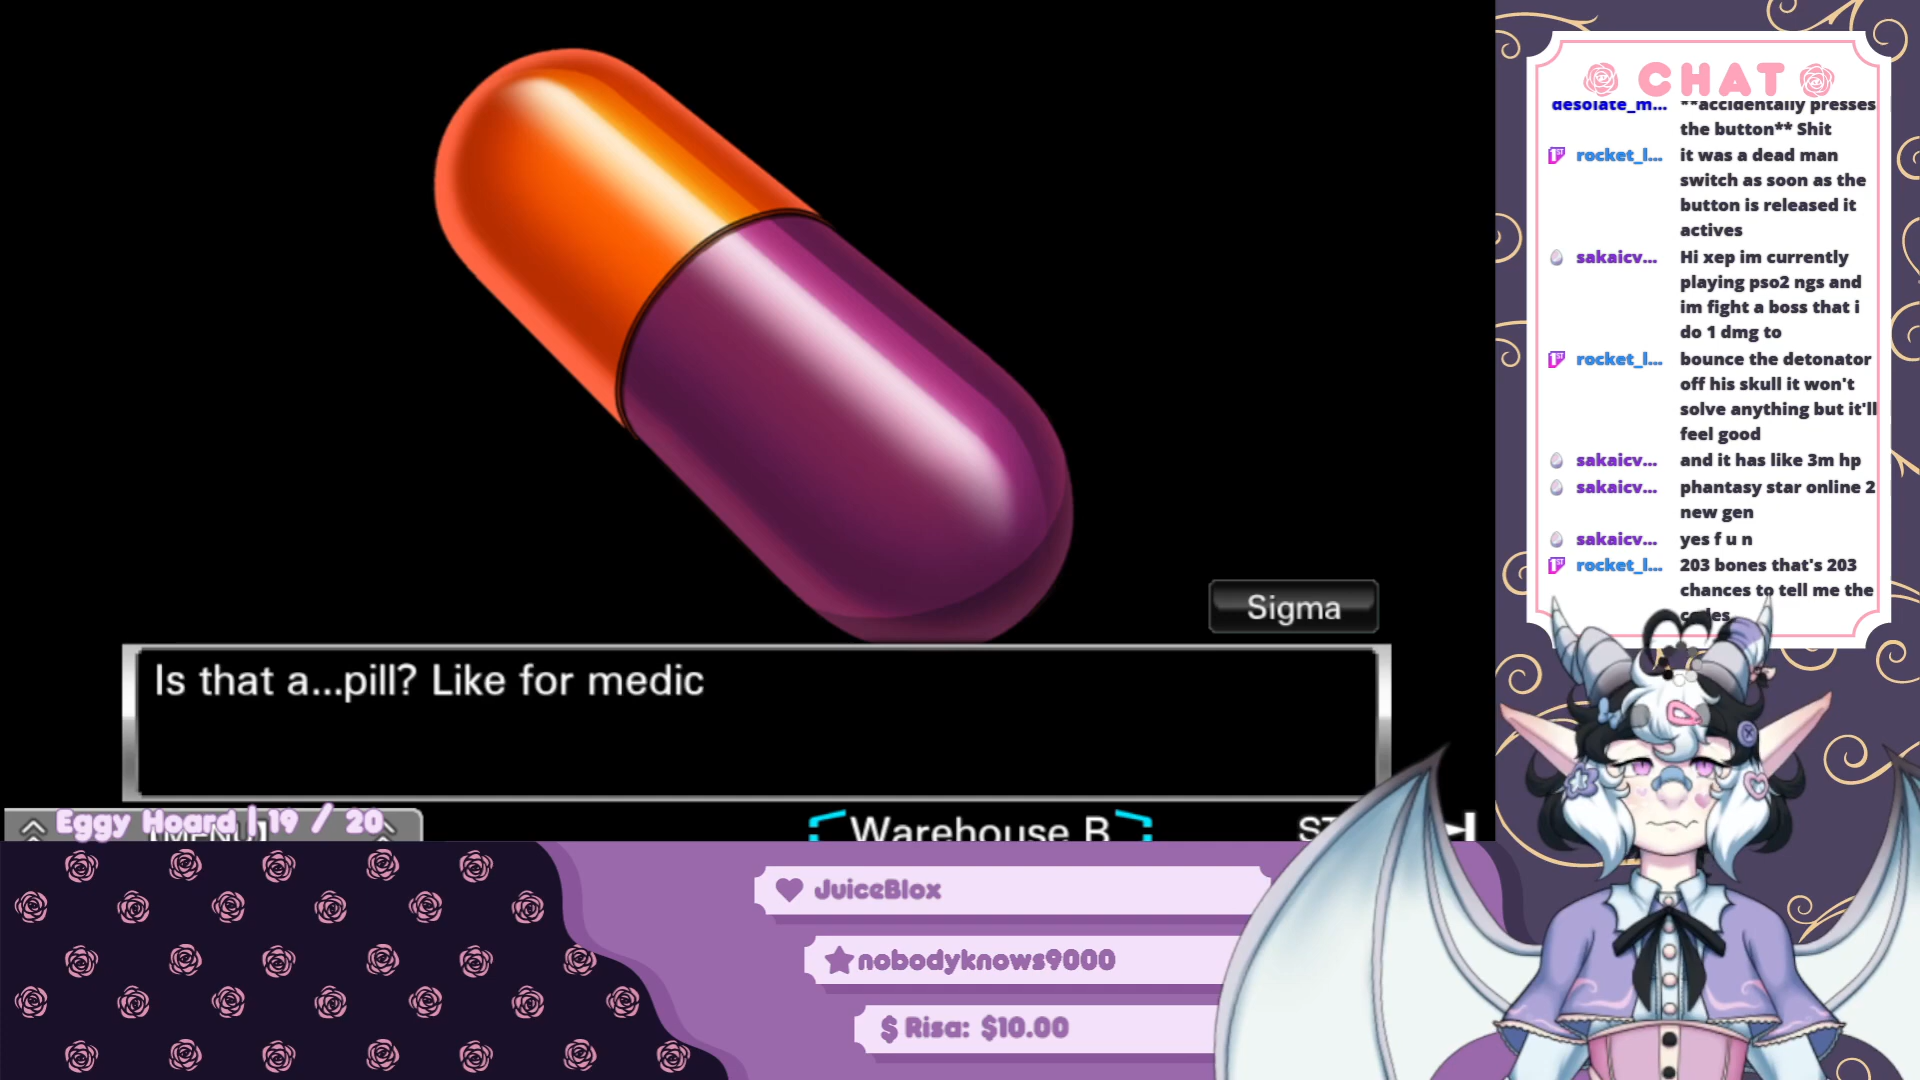 Sigma
Is that a...pill? Like for medic
Eggy Hoard | 19 / 20
Warehouse B
JuiceBlox
nobodyknows9000
$ Risa: $10.00
CHAT
desolate_m... **accidentally presses
the button** Shit
rocket_l... it was a dead man
switch as soon as the
button is released it
actives
sakaicv... Hi xep im currently
playing pso2 ngs and
im fight a boss that i
do 1 dmg to
rocket_l... bounce the detonator
off his skull it won't
solve anything but it'll
feel good
sakaicv... and it has like 3m hp
sakaicv... phantasy star online 2
new gen
sakaicv... yes f u n
rocket_l... 203 bones that's 203
chances to tell me the
codes